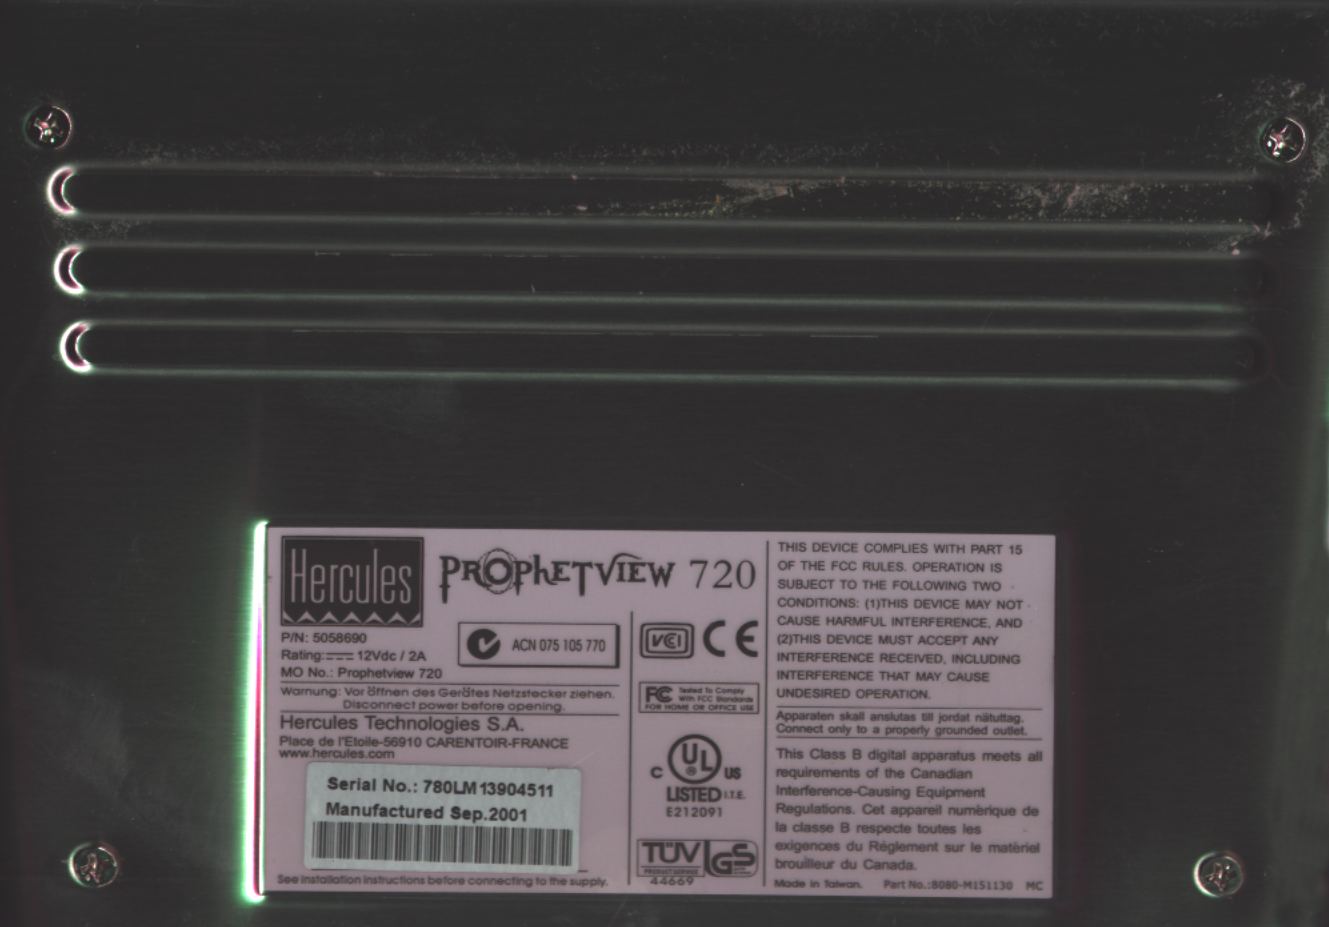 Hercules
PROPHETVIEW 720
P/N: 5058690
Rating: 12Vdc / 2A
MO No.: Prophetview 720
ACN 075 105 770
Warnung: Vor öffnen des Gerätes Netzstecker ziehen.
Disconnect power before opening.
Hercules Technologies S.A.
Place de l'Etoile-56910 CARENTOIR-FRANCE
www.hercules.com
Serial No.: 780LM13904511
Manufactured Sep.2001
See installation instructions before connecting to the supply.
VCCI CE
FC Tested To Comply
With FCC Standards
FOR HOME OR OFFICE USE
C UL US
®
LISTED I.T.E.
E212091
TÜV GS
PRODUCT SERVICE
44669
THIS DEVICE COMPLIES WITH PART 15
OF THE FCC RULES. OPERATION IS
SUBJECT TO THE FOLLOWING TWO
CONDITIONS: (1)THIS DEVICE MAY NOT
CAUSE HARMFUL INTERFERENCE, AND
(2)THIS DEVICE MUST ACCEPT ANY
INTERFERENCE RECEIVED, INCLUDING
INTERFERENCE THAT MAY CAUSE
UNDESIRED OPERATION.
Apparaten skall anslutas till jordat nätuttag.
Connect only to a properly grounded outlet.
This Class B digital apparatus meets all
requirements of the Canadian
Interference-Causing Equipment
Regulations. Cet appareil numèrique de
la classe B respecte toutes les
exigences du Règlement sur le matèriel
brouilleur du Canada.
Made in Taiwan. Part No.:8080-M151130 MC